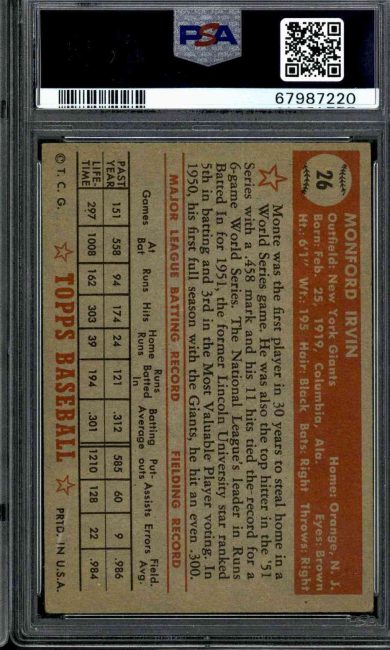 PSA
67987220
26
MONFORD IRVIN
Outfield: New York Giants Home: Orange, N. J.
Born: Feb. 25, 1919, Columbia, Ala. Eyes: Brown
Ht.: 6'1" Wt.: 195 Hair: Black Bats: Right Throws: Right
Monte was the first player in 30 years to steal home in a
World Series game. He was also the top hitter in the '51
Series with a .458 mark and his 11 hits tied the record for a
6-game World Series. The National League's leader in Runs
Batted In for 1951, the former Lincoln University star ranked
5th in batting and 3rd in the Most Valuable Player voting. In
1950, his first full season with the Giants, he hit an even .300.
MAJOR LEAGUE BATTING RECORD FIELDING RECORD
Games At Bat Runs Hits Home Runs Runs Batted In Batting Average Put-outs Assists Errors Field. Avg.
PAST YEAR 151 558 94 174 24 121 .312 585 60 9 .986
LIFE-TIME 297 1008 162 303 39 194 .301 1210 128 22 .984
© T. C. G. TOPPS BASEBALL PRTD. IN U.S.A.